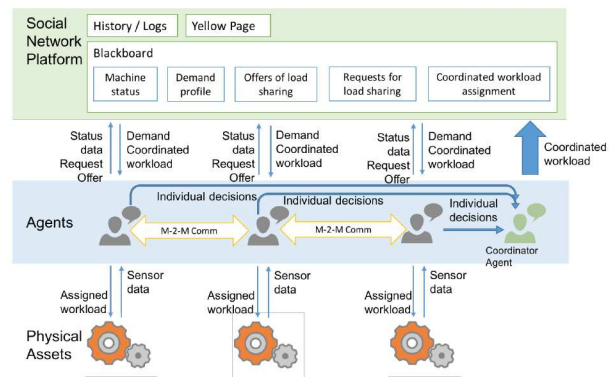 Social
Network
Platform
History / Logs
Yellow Page
Blackboard
Machine
status
Demand
profile
Offers of load
sharing
Requests for
load sharing
Coordinated workload
assignment
Status
data
Request
Offer
Demand
Coordinated
workload
Status
data
Request
Offer
Demand
Coordinated
workload
Status
data
Request
Offer
Demand
Coordinated
workload
Coordinated
workload
Agents
Individual decisions
Individual decisions
Individual
decisions
M-2-M Comm
M-2-M Comm
Coordinator
Agent
Assigned
workload
Sensor
data
Assigned
workload
Sensor
data
Assigned
workload
Sensor
data
Physical
Assets